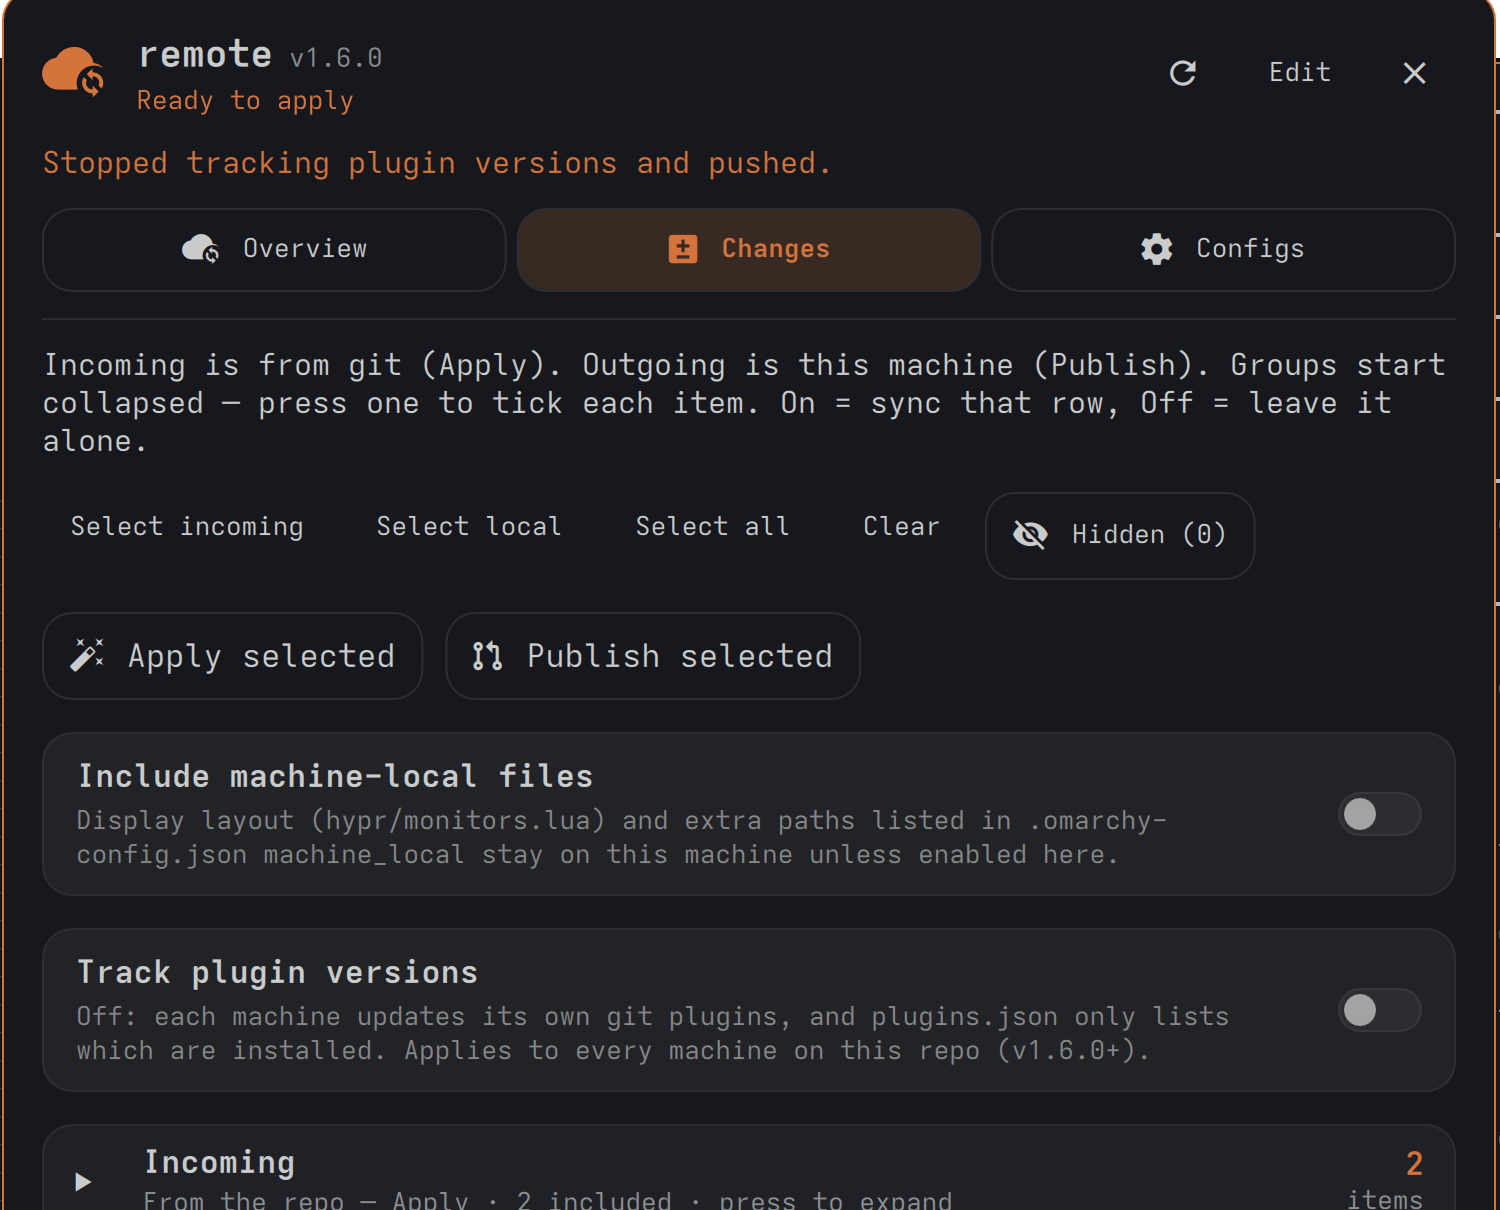 remote v1.6.0
Ready to apply
Edit
Stopped tracking plugin versions and pushed.
Overview
Changes
Configs
Incoming is from git (Apply). Outgoing is this machine (Publish). Groups start
collapsed — press one to tick each item. On = sync that row, Off = leave it
alone.
Select incoming
Select local
Select all
Clear
Hidden (0)
Apply selected
Publish selected
Include machine-local files
Display layout (hypr/monitors.lua) and extra paths listed in .omarchy-
config.json machine_local stay on this machine unless enabled here.
Track plugin versions
Off: each machine updates its own git plugins, and plugins.json only lists
which are installed. Applies to every machine on this repo (v1.6.0+).
Incoming
2
From the repo — Apply · 2 included · press to expand
items